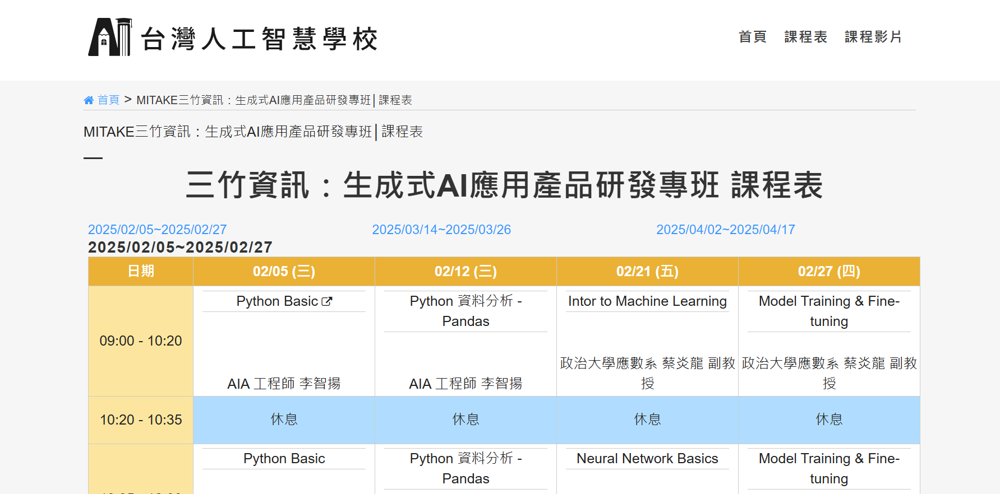 台灣人工智慧學校
首頁 課程表 課程影片
首頁 > MITAKE三竹資訊：生成式AI應用產品研發專班│課程表
MITAKE三竹資訊：生成式AI應用產品研發專班│課程表
三竹資訊：生成式AI應用產品研發專班 課程表
2025/02/05~2025/02/27 2025/03/14~2025/03/26 2025/04/02~2025/04/17
2025/02/05~2025/02/27
日期 02/05 (三) 02/12 (三) 02/21 (五) 02/27 (四)
09:00 - 10:20
Python Basic
AIA 工程師 李智揚
Python 資料分析 -
Pandas
AIA 工程師 李智揚
Intor to Machine Learning
政治大學應數系 蔡炎龍 副教
授
Model Training & Fine-
tuning
政治大學應數系 蔡炎龍 副教
授
10:20 - 10:35 休息 休息 休息 休息
Python Basic
Python 資料分析 -
Pandas
Neural Network Basics
Model Training & Fine-
tuning